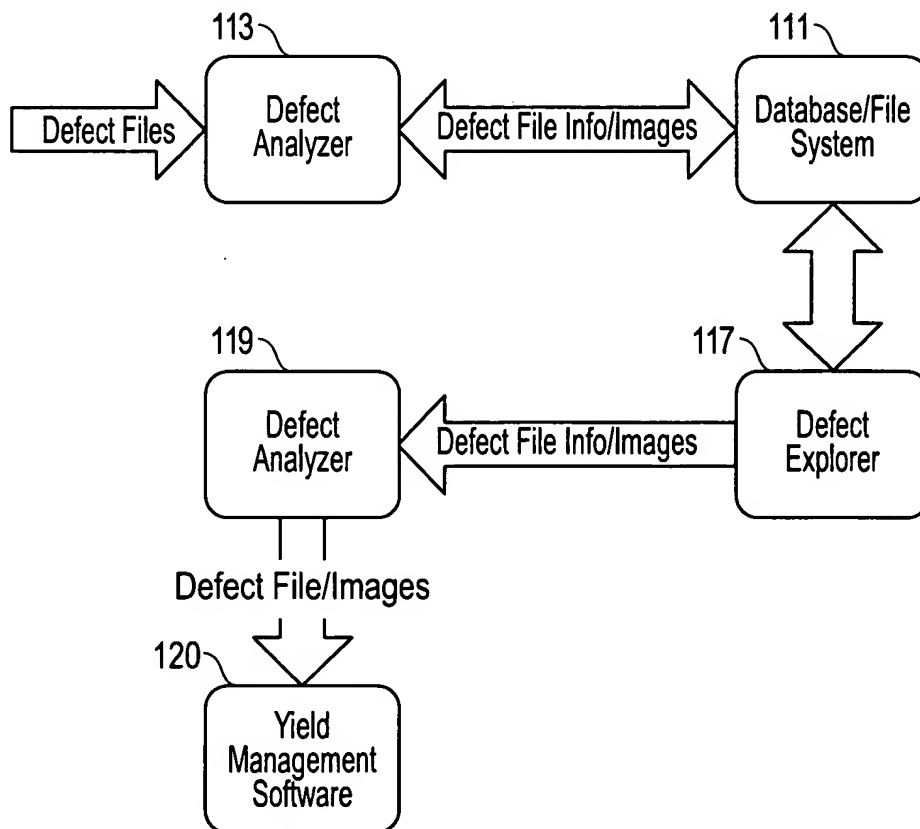 113
111
Defect Files
Defect
Analyzer
Defect File Info/Images
Database/File
System
119
117
Defect
Analyzer
Defect File Info/Images
Defect
Explorer
Defect File/Images
120
Yield
Management
Software